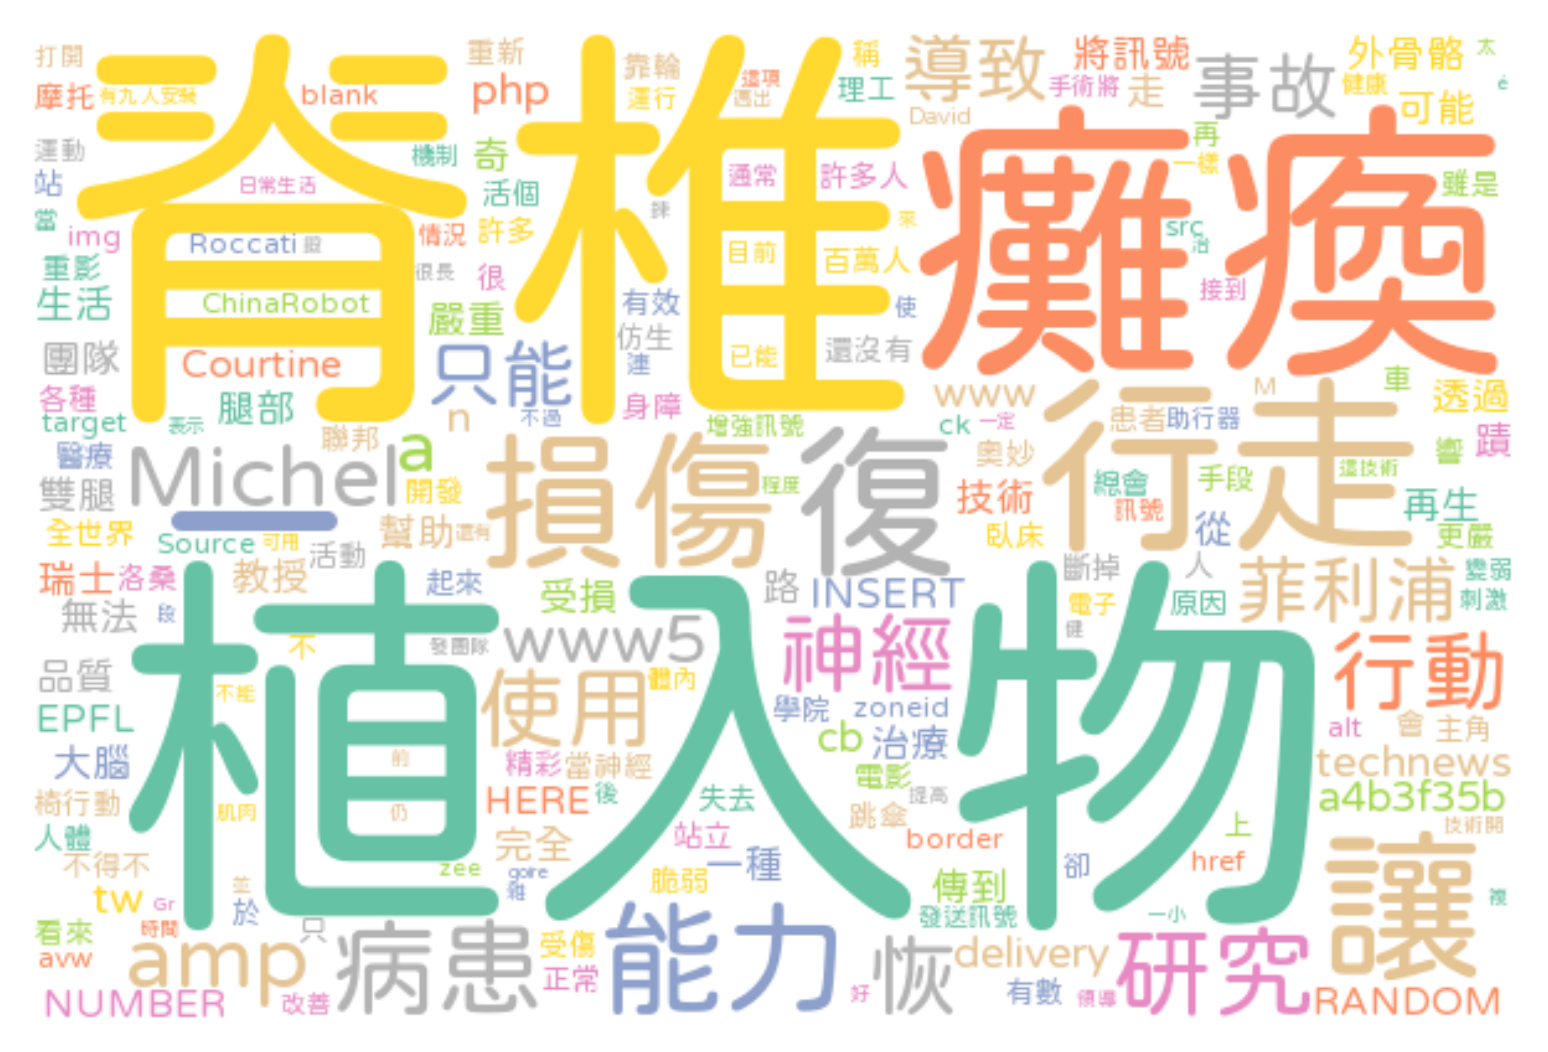 打開
重新
靠輪
稱
導致
將訊號
事故
外骨骼
太
摩托
有九人安裝
blank
php
運行
這項
邁出
理工
手術將
走
健康
可能
é
David
脊椎
癱瘓
運動
機制
奇
再
一樣
站
日常生活
活個
通常
許多人
雖是
當
img
Roccati
情況
許多
目前
百萬人
來
src
治
重影
很長
很
接到
生活
ChinaRobot
嚴重
有效
使
仿生
團隊
Courtine
只能
連
已能
還沒有
各種
腿部
n
不過
身障
www
M
車
透過
target
表示
聯邦
a
增強訊號
ck
一定
行走
患者
助行器
響
蹟
醫療
Michel
損傷
復
奧妙
總會
手段
這技術
雙腿
開發
程度
技術
訊號
再生
全世界
Source
可用
活動
幫助
還有
臥床
從
更嚴
瑞士
洛桑
教授
起來
受損
路
INSERT
斷掉
人
菲利浦
變弱
無法
段
電子
原因
刺激
植入物
不
發團隊
www5
神經
健
行動
品質
不能
使用
體內
EPFL
學院
zoneid
alt
會
主角
大腦
前
精彩
當神經
cb
治療
technews
椅行動
肌肉
仍
HERE
後
失去
電影
提高
a4b3f35b
人體
跳傘
上
技術開
不得不
完全
站立
border
zee
一種
卻
href
讓
tw
Gr
並
於
goire
脆弱
傳到
複
看來
時間
只
發送訊號
一小
avw
amp
病患
受傷
能力
恢
delivery
研究
正常
NUMBER
改善
好
有數
領導
RANDOM